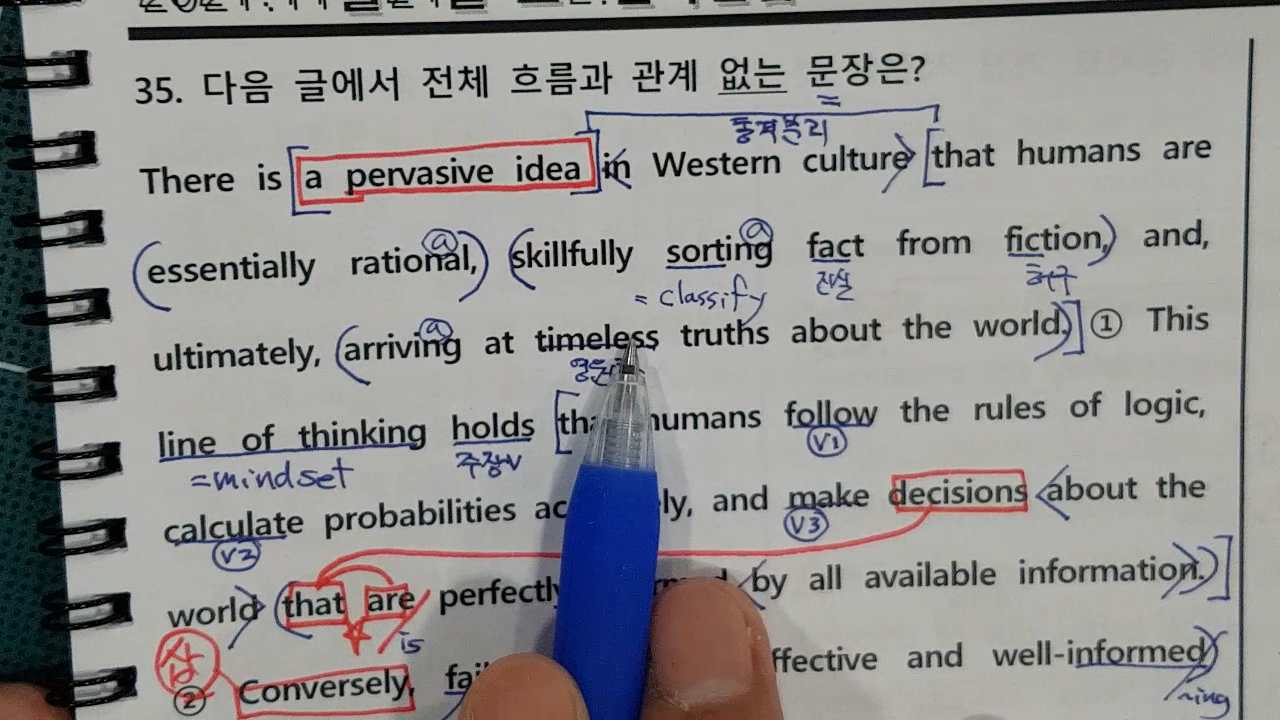 35. 다음 글에서 전체 흐름과 관계 없는 문장은?
동격분리
There is a pervasive idea in Western culture that humans are
essentially rational, skillfully sorting fact from fiction, and,
= classify 진실 허구
ultimately, arriving at timeless truths about the world. ① This
line of thinking holds that humans follow the rules of logic,
=mindset 주장V V1
calculate probabilities, and make decisions about the
V2 V3
world that are perfectly by all available information.
is
② Conversely, effective and well-informed
ing